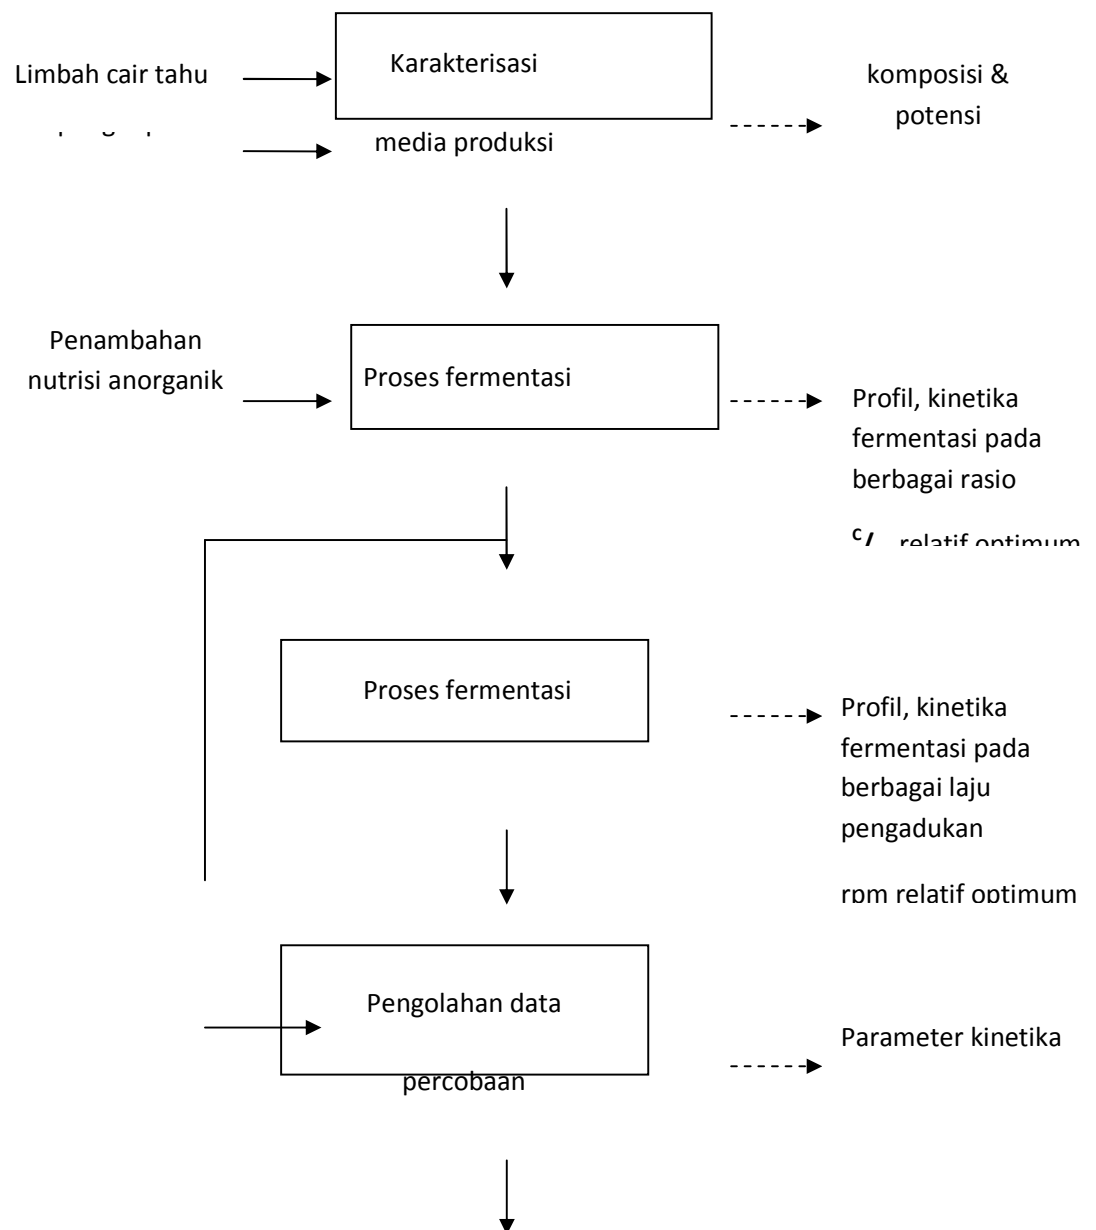 Limbah cair tahu
Karakterisasi
media produksi
komposisi &
potensi
Penambahan
nutrisi anorganik
Proses fermentasi
Profil, kinetika
fermentasi pada
berbagai rasio
C/ relatif optimum
Proses fermentasi
Profil, kinetika
fermentasi pada
berbagai laju
pengadukan
rpm relatif optimum
Pengolahan data
percobaan
Parameter kinetika